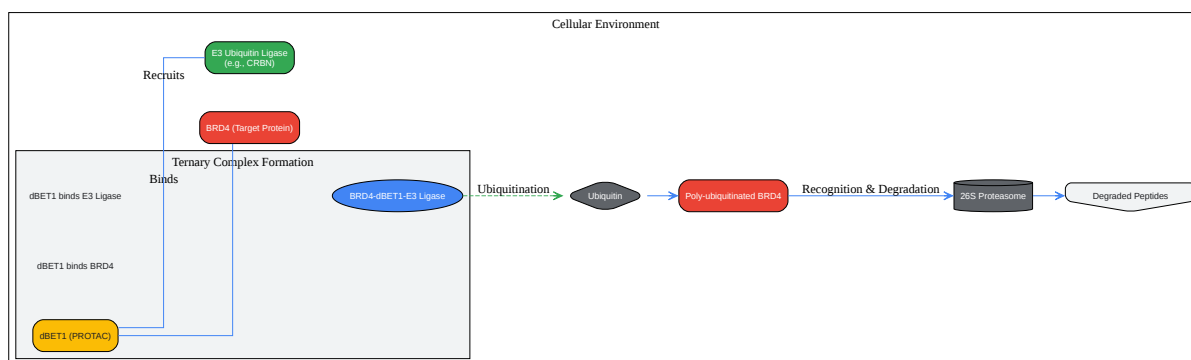 Cellular Environment
E3 Ubiquitin Ligase
(e.g., CRBN)
Recruits
BRD4 (Target Protein)
Ternary Complex Formation
Binds
dBET1 binds E3 Ligase
BRD4-dBET1-E3 Ligase
Ubiquitination
Ubiquitin
Poly-ubiquitinated BRD4
Recognition & Degradation
26S Proteasome
Degraded Peptides
dBET1 binds BRD4
dBET1 (PROTAC)